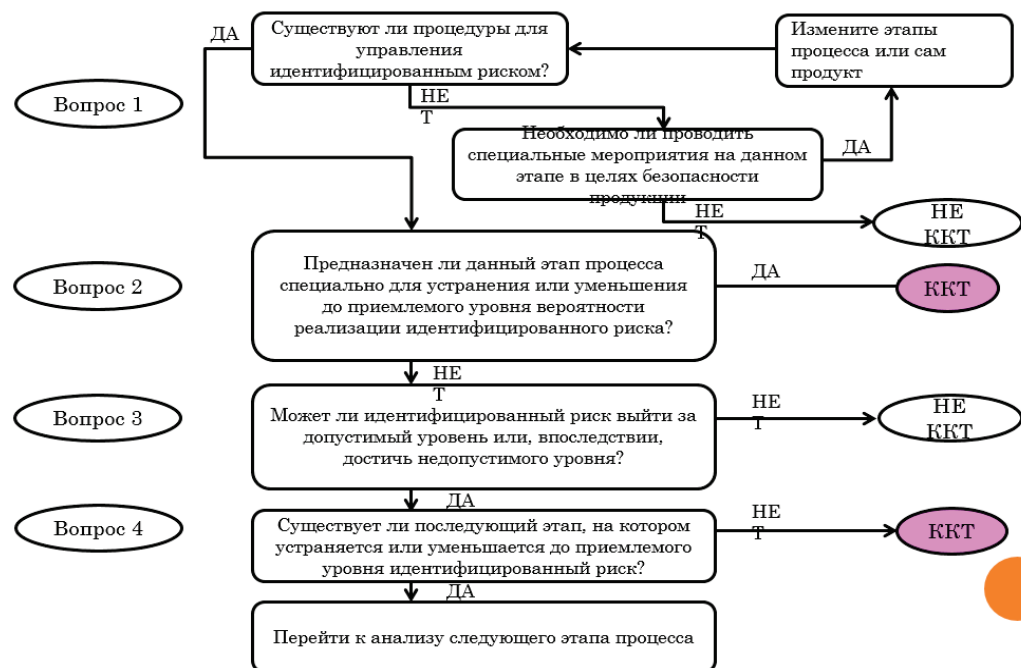 ДА
Существуют ли процедуры для
управления
идентифицированным риском?
Измените этапы
процесса или сам
продукт
Вопрос 1
НЕ
Т
Необходимо ли проводить
специальные мероприятия на данном
этапе в целях безопасности
продукции
ДА
НЕ
Т
НЕ
ККТ
Вопрос 2
Предназначен ли данный этап процесса
специально для устранения или уменьшения
до приемлемого уровня вероятности
реализации идентифицированного риска?
ДА
ККТ
НЕ
Т
Вопрос 3
Может ли идентифицированный риск выйти за
допустимый уровень или, впоследствии,
достичь недопустимого уровня?
НЕ
Т
НЕ
ККТ
ДА
Вопрос 4
Существует ли последующий этап, на котором
устраняется или уменьшается до приемлемого
уровня идентифицированный риск?
НЕ
Т
ККТ
ДА
Перейти к анализу следующего этапа процесса